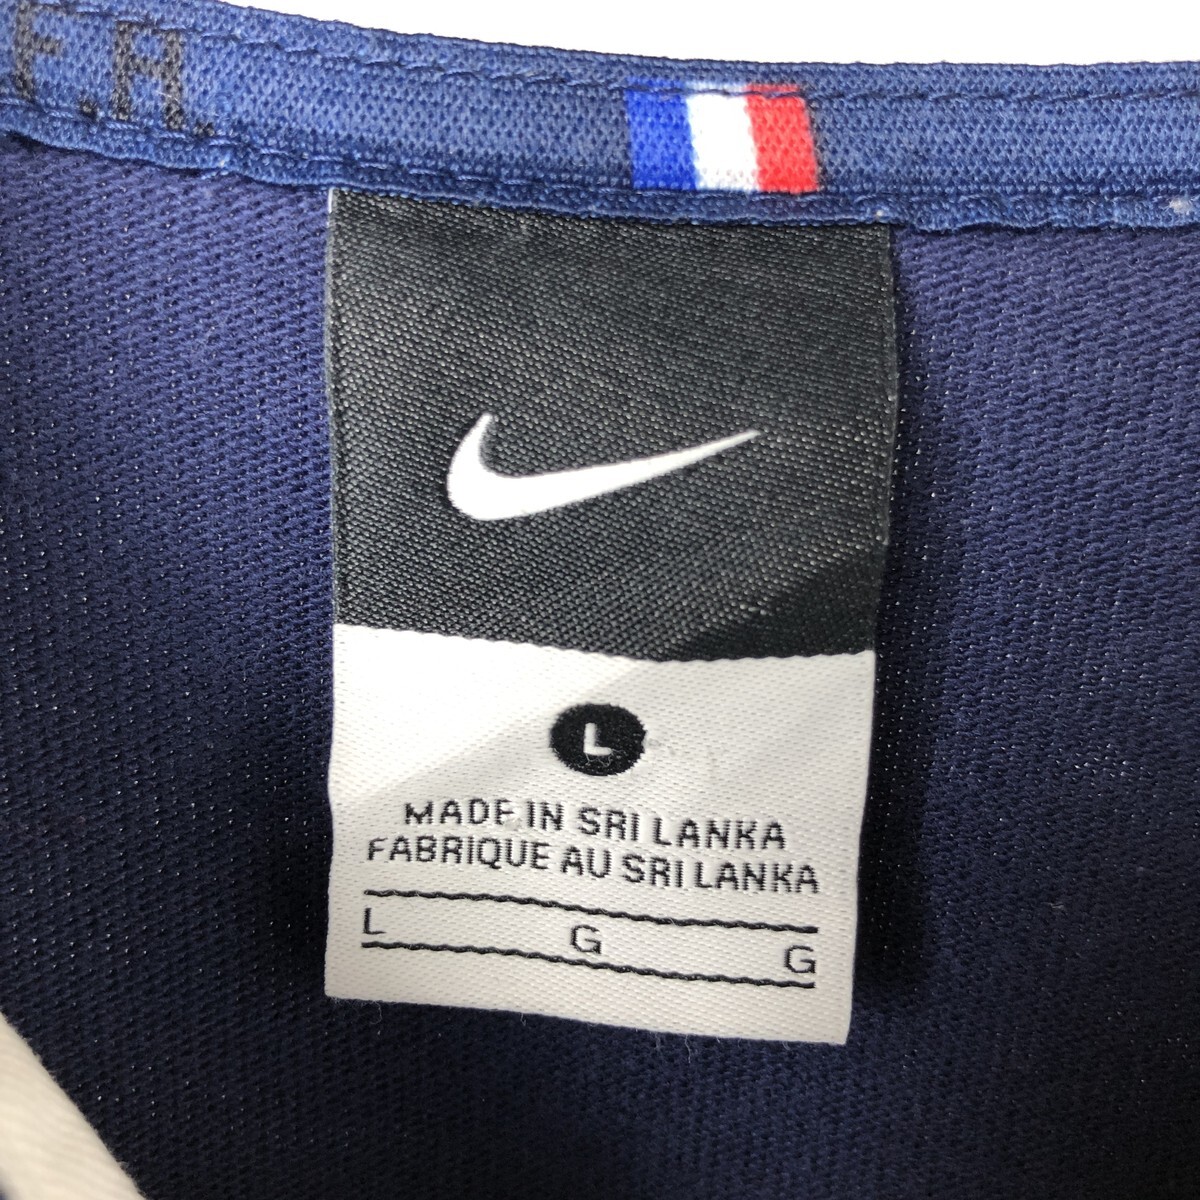 F.A.
L
MADE IN SRI LANKA
FABRIQUE AU SRI LANKA
L G G